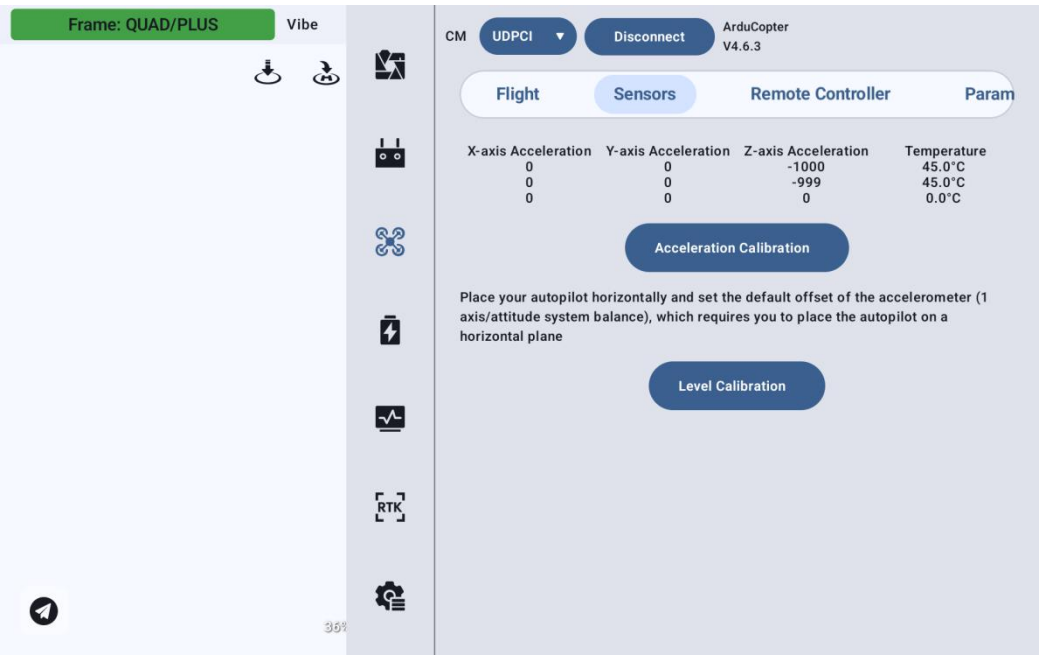 Frame: QUAD/PLUS
Vibe
CM
UDPCI
Disconnect
ArduCopter
V4.6.3
Flight
Sensors
Remote Controller
Param
X-axis Acceleration Y-axis Acceleration Z-axis Acceleration Temperature
0 0 -1000 45.0°C
0 0 -999 45.0°C
0 0 0 0.0°C
Acceleration Calibration
Place your autopilot horizontally and set the default offset of the accelerometer (1
axis/attitude system balance), which requires you to place the autopilot on a
horizontal plane
Level Calibration
RTK
36%